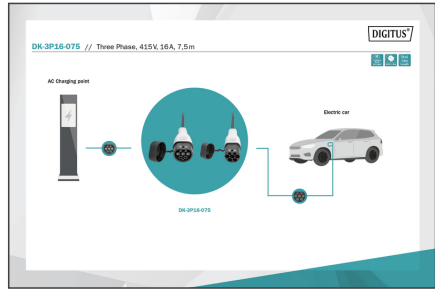 DIGITUS®
DK-3P16-075 // Three Phase, 415V, 16A, 7,5m
AC Charging point
Electric car
DK-3P16-075